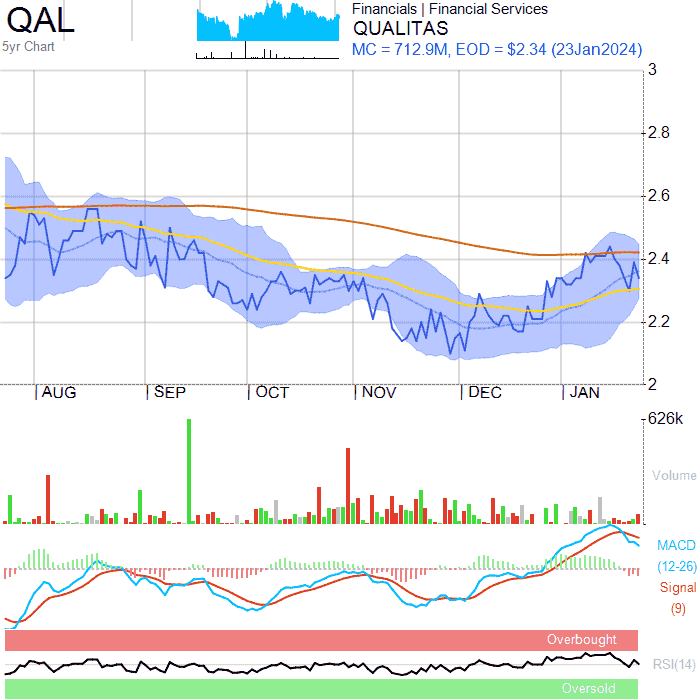 QAL
5yr Chart
Financials | Financial Services
QUALITAS
MC = 712.9M, EOD = $2.34 (23Jan2024)
3
2.8
2.6
2.4
2.2
2
| AUG | SEP | OCT | NOV | DEC | JAN
626k
Volume
MACD
(12-26)
Signal
(9)
Overbought
RSI(14)
Oversold